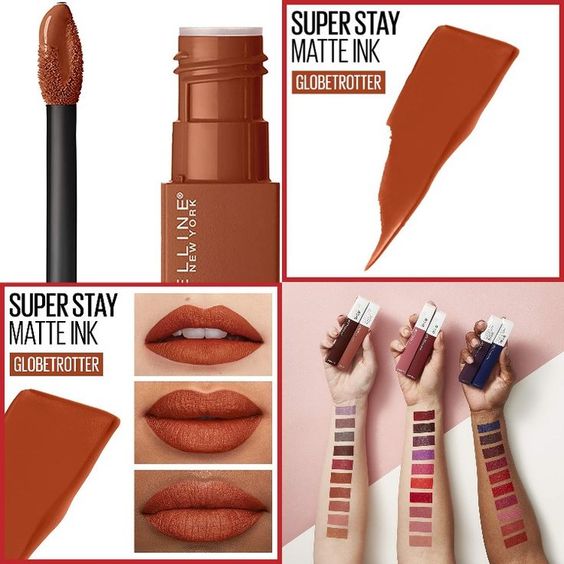 ELLINE®
NEW YORK
SUPER STAY
MATTE INK
GLOBETROTTER
SUPER STAY
MATTE INK
GLOBETROTTER